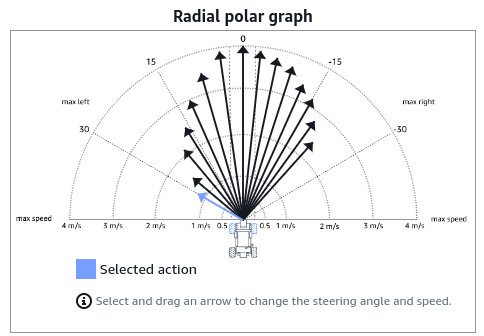 Radial polar graph
0
15 -15
max left max right
30 -30
max speed max speed
4 m/s 3 m/s 2 m/s 1 m/s 0.5 0.5 1 m/s 2 m/s 3 m/s 4 m/s
Selected action
Select and drag an arrow to change the steering angle and speed.